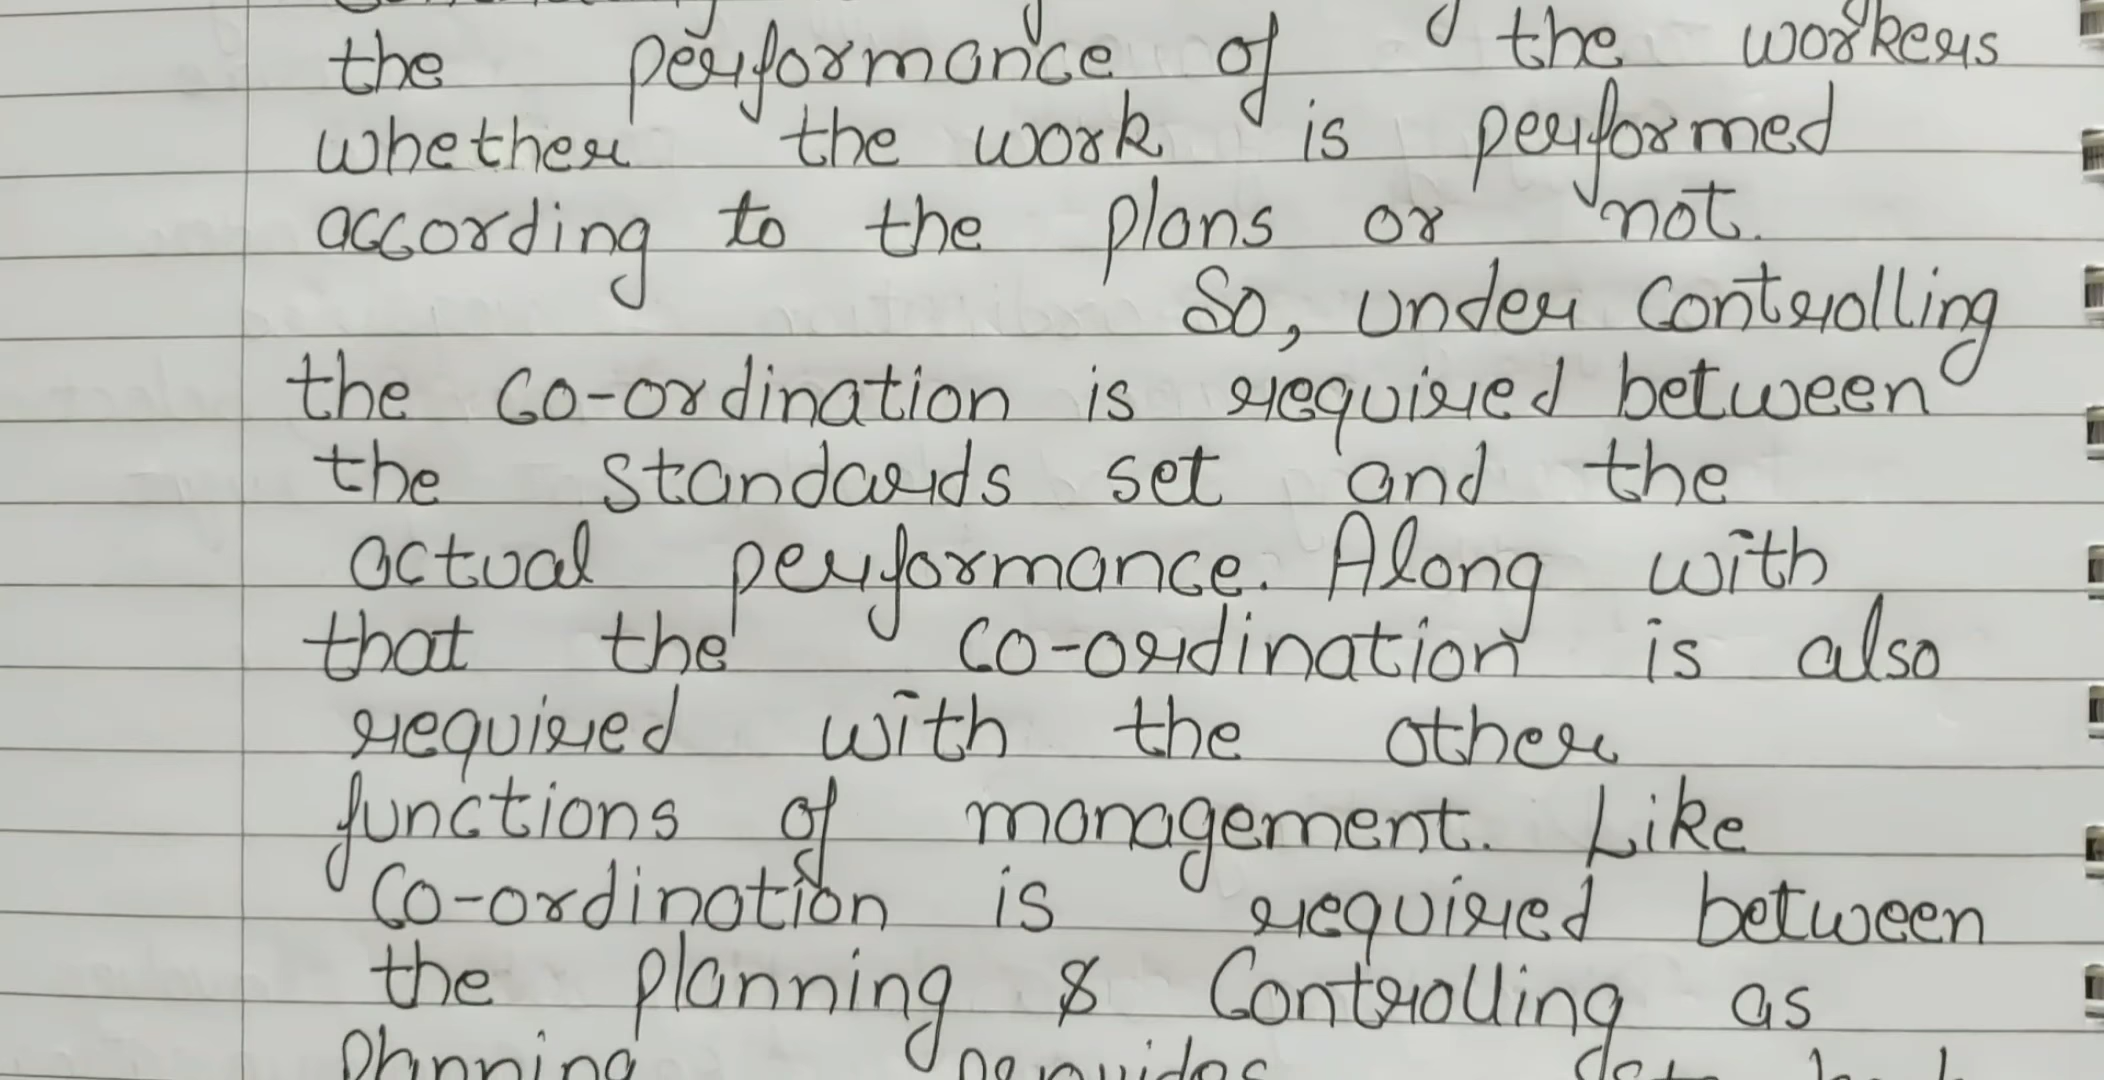 the performance of the workers
whether the work is performed
according to the plans or not.
So, under Controlling
the Co-ordination is required between
the standards set and the
actual performance. Along with
that the co-ordination is also
required with the other
functions of management. Like
Co-ordination is required between
the planning & Controlling as
Planning